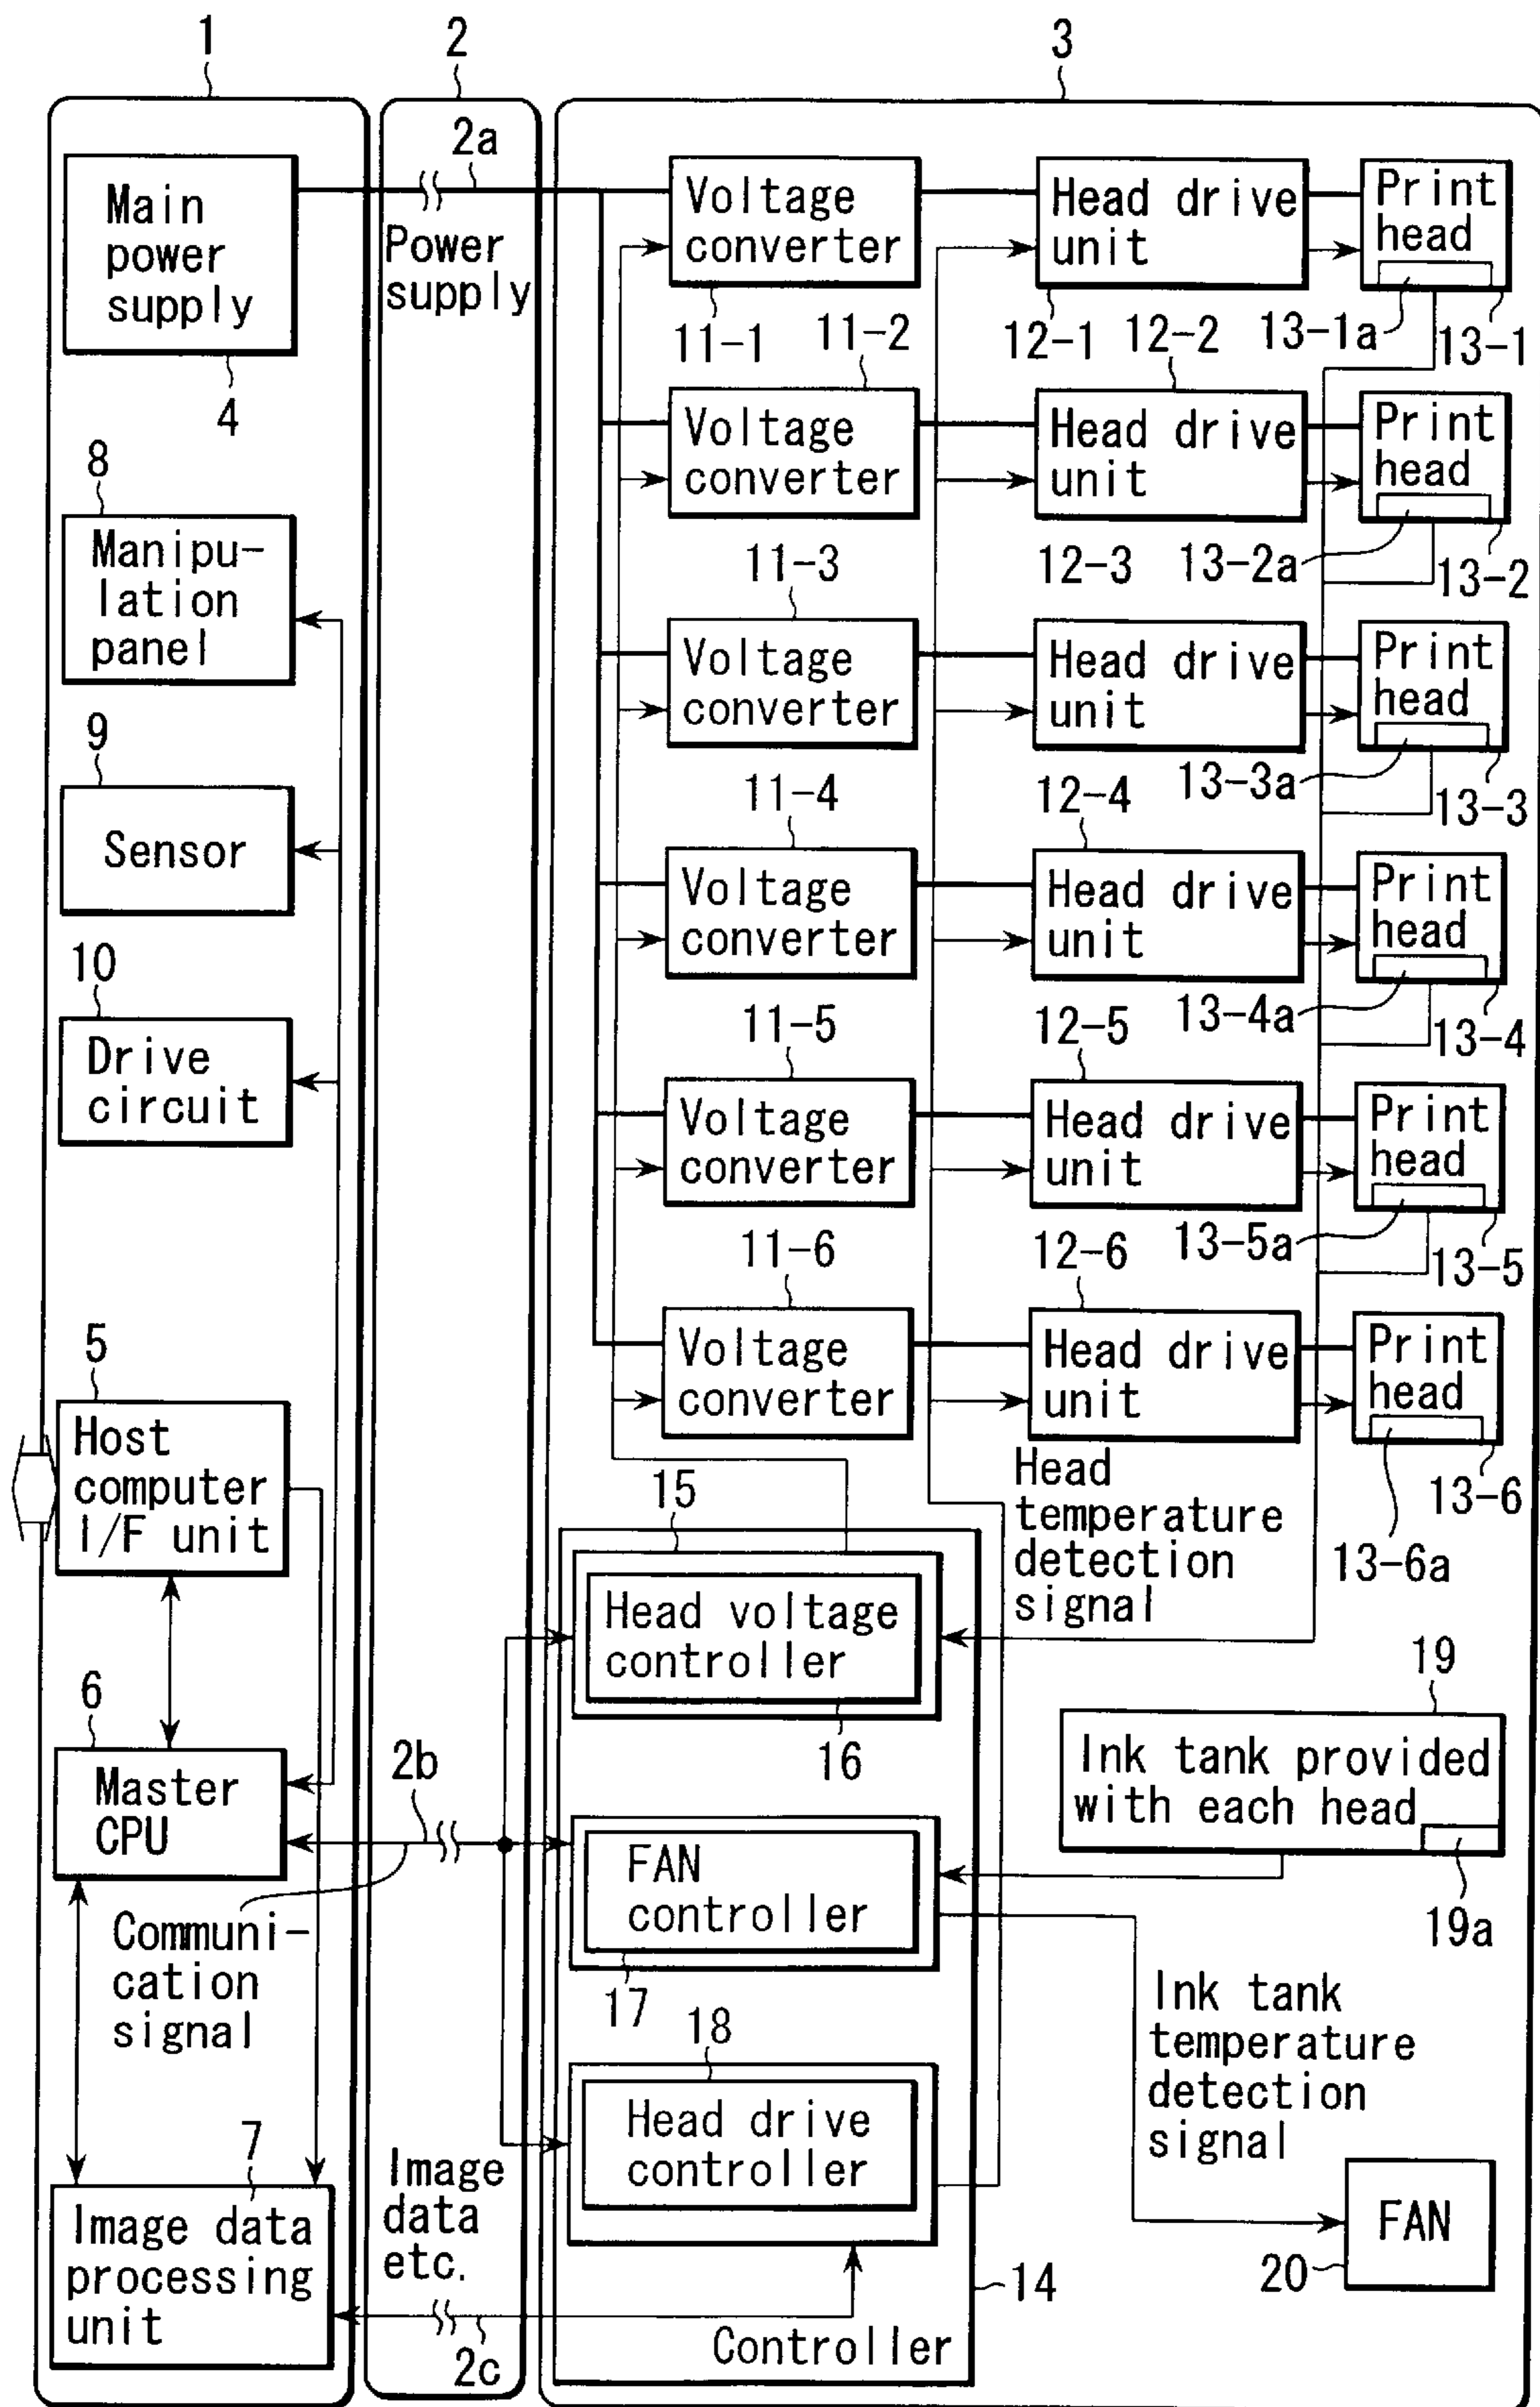 1
2
3
Main
power
supply
4
2a
Power
supply
Voltage
converter
11-1
Head drive
unit
12-1
Print
head
13-1a
13-1
11-2
Voltage
converter
12-2
Head drive
unit
Print
head
13-2a
13-2
11-3
Voltage
converter
12-3
Head drive
unit
Print
head
13-3a
13-3
11-4
Voltage
converter
12-4
Head drive
unit
Print
head
13-4a
13-4
11-5
Voltage
converter
12-5
Head drive
unit
Print
head
13-5a
13-5
11-6
Voltage
converter
12-6
Head drive
unit
Print
head
13-6a
13-6
8
Manipu-
lation
panel
9
Sensor
10
Drive
circuit
5
Host
computer
I/F unit
6
Master
CPU
2b
Communi-
cation
signal
7
Image data
processing
unit
Image
data
etc.
2c
15
Head voltage
controller
16
Head
temperature
detection
signal
FAN
controller
17
18
Head drive
controller
14
Controller
19
Ink tank provided
with each head
19a
Ink tank
temperature
detection
signal
FAN
20